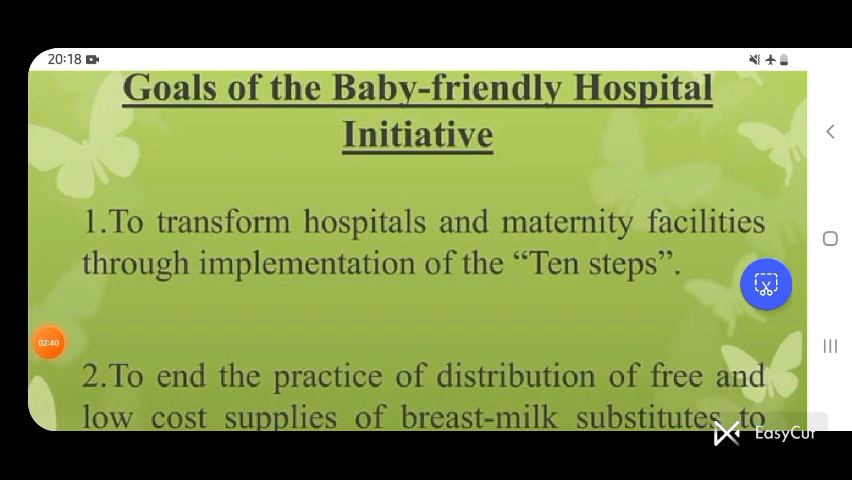 20:18
Goals of the Baby-friendly Hospital
Initiative
1.To transform hospitals and maternity facilities
through implementation of the “Ten steps”.
02:40
2.To end the practice of distribution of free and
low cost supplies of breast-milk substitutes to
EasyCut